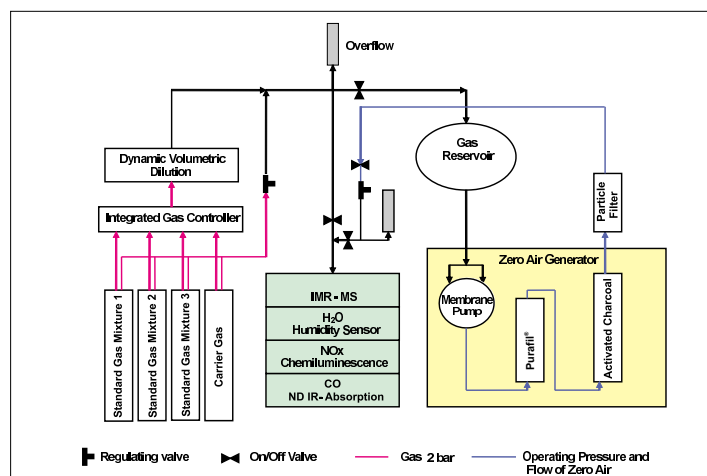 Overflow
Dynamic Volumetric
Dilution
Gas
Reservoir
Integrated Gas Controller
Particle
Filter
Standard Gas Mixture 1
Standard Gas Mixture 2
Standard Gas Mixture 3
Carrier Gas
IMR - MS
H₂O
Humidity Sensor
NOx
Chemiluminescence
CO
ND IR- Absorption
Zero Air Generator
Membrane
Pump
Purafil®
Activated Charcoal
Regulating valve
On/Off Valve
Gas 2 bar
Operating Pressure and
Flow of Zero Air